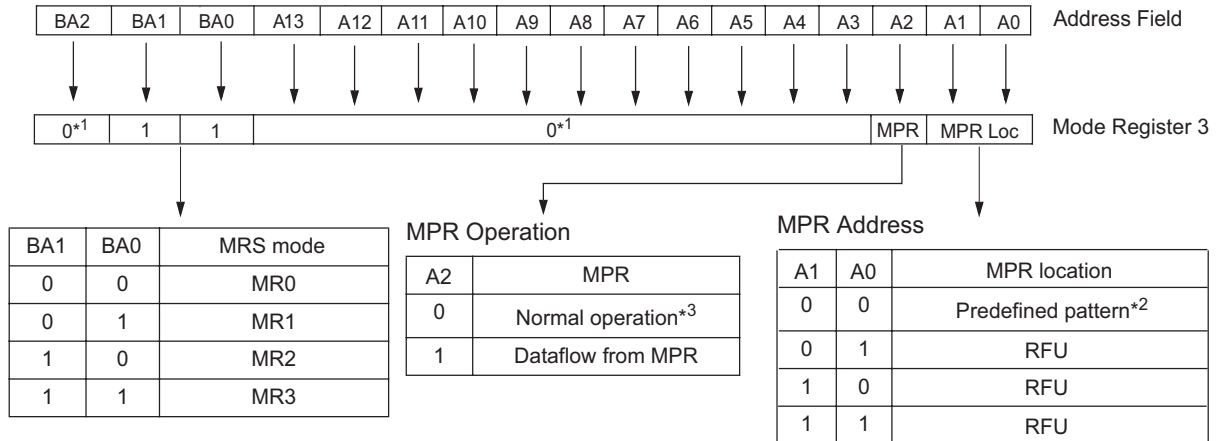 BA2 BA1 BA0 A13 A12 A11 A10 A9 A8 A7 A6 A5 A4 A3 A2 A1 A0 Address Field
0*1 1 1 0*1 MPR MPR Loc Mode Register 3
BA1 BA0 MRS mode
0 0 MR0
0 1 MR1
1 0 MR2
1 1 MR3
MPR Operation
A2 MPR
0 Normal operation*3
1 Dataflow from MPR
MPR Address
A1 A0 MPR location
0 0 Predefined pattern*2
0 1 RFU
1 0 RFU
1 1 RFU